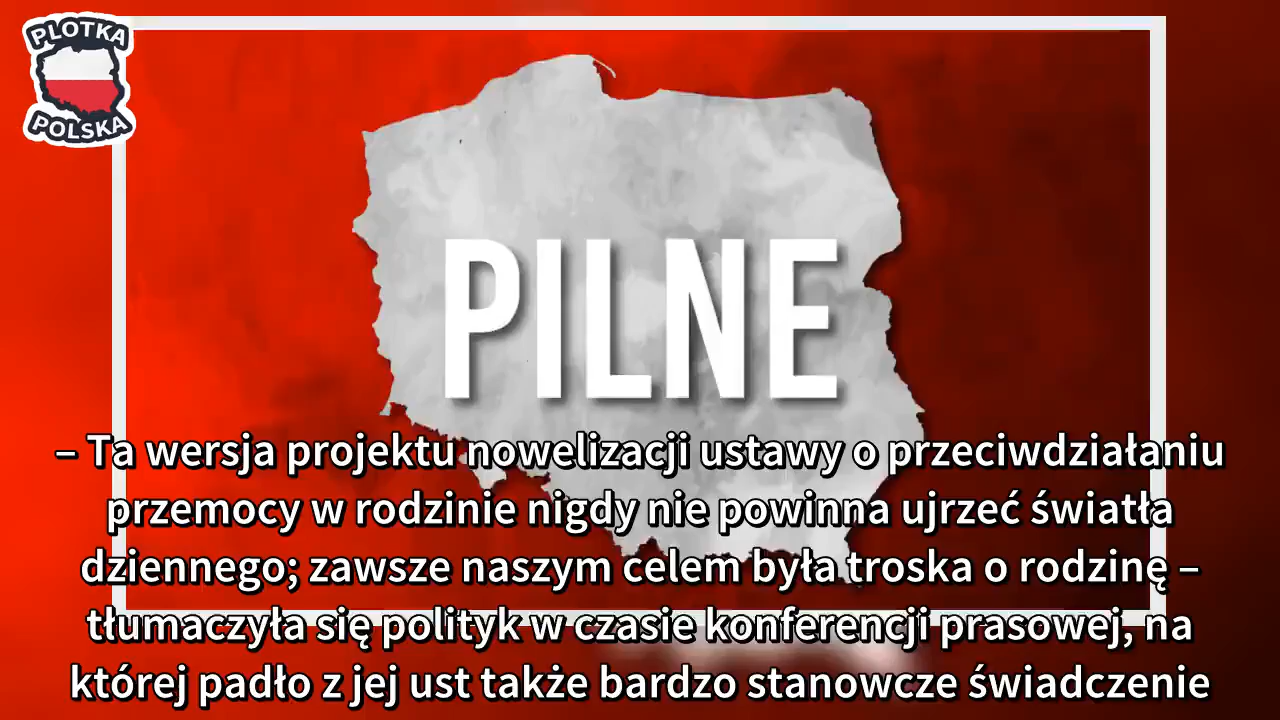 PLOTKA
POLSKA
PILNE
– Ta wersja projektu nowelizacji ustawy o przeciwdziałaniu
przemocy w rodzinie nigdy nie powinna ujrzeć światła
dziennego; zawsze naszym celem była troska o rodzinę –
tłumaczyła się polityk w czasie konferencji prasowej, na
której padło z jej ust także bardzo stanowcze świadczenie